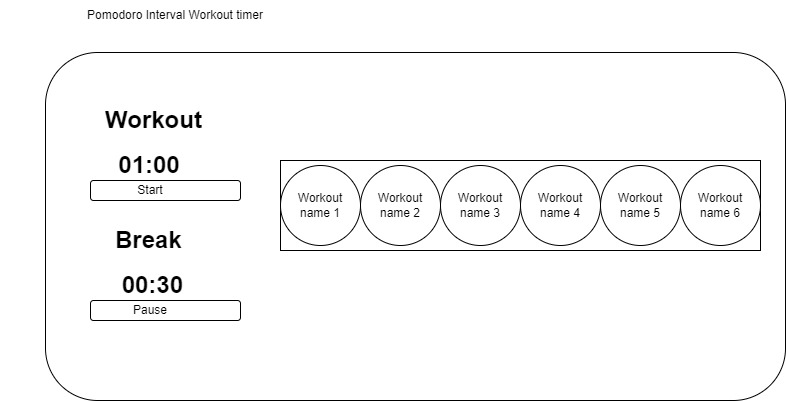 Pomodoro Interval Workout timer
Workout
01:00
Start
Break
00:30
Pause
Workout
name 1
Workout
name 2
Workout
name 3
Workout
name 4
Workout
name 5
Workout
name 6